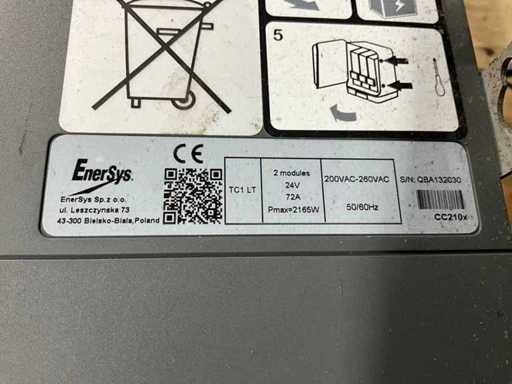 5
EnerSys.
EnerSys Sp.z o.o.
ul. Leszczynska 73
43-300 Bielsko-Biala,Poland
CE
TC1 LT
2 modules
24V
72A
Pmax=2165W
200VAC-260VAC
50/60Hz
S/N: QBA132030
CC210x